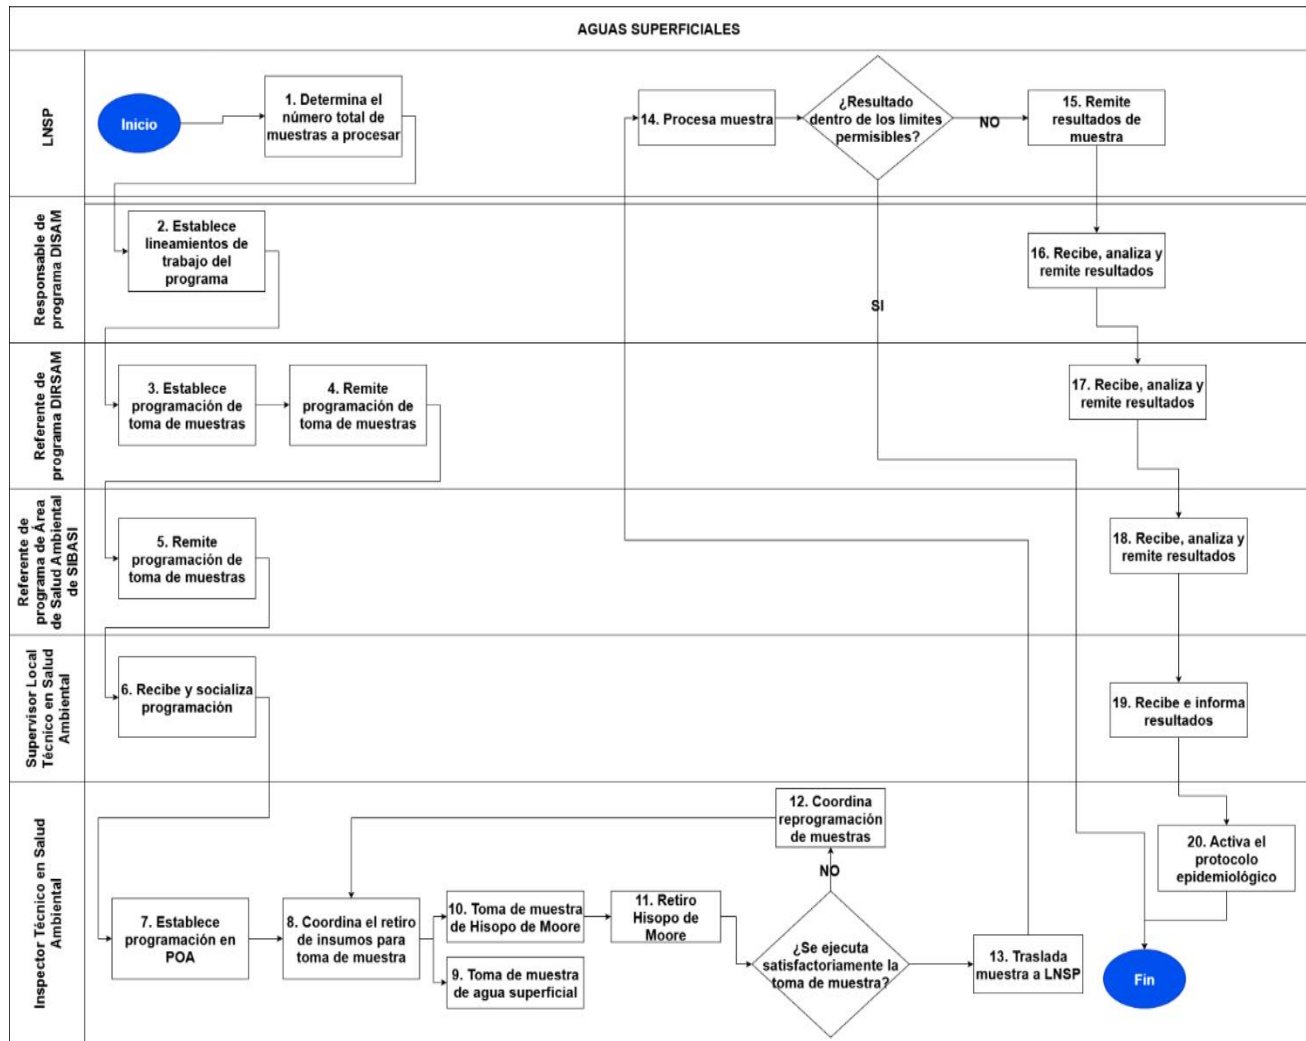 AGUAS SUPERFICIALES
LNSP
Inicio
1. Determina el
número total de
muestras a procesar
14. Procesa muestra
¿Resultado
dentro de los límites
permisibles?
NO
15. Remite
resultados de
muestra
Responsable de
programa DISAM
2. Establece
lineamientos de
trabajo del
programa
16. Recibe, analiza y
remite resultados
SI
Referente de
programa DIRSAM
3. Establece
programación de
toma de muestras
4. Remite
programación de
toma de muestras
17. Recibe, analiza y
remite resultados
Referente de
programa de Área
de Salud Ambiental
de SIBASI
5. Remite
programación de
toma de muestras
18. Recibe, analiza y
remite resultados
Supervisor Local
Técnico en Salud
Ambiental
6. Recibe y socializa
programación
19. Recibe e informa
resultados
Inspector Técnico en Salud
Ambiental
7. Establece
programación en
POA
8. Coordina el retiro
de insumos para
toma de muestra
10. Toma de muestra
de Hisopo de Moore
9. Toma de muestra
de agua superficial
11. Retiro
Hisopo de
Moore
12. Coordina
reprogramación
de muestras
NO
¿Se ejecuta
satisfactoriamente la
toma de muestra?
13. Traslada
muestra a LNSP
20. Activa el
protocolo
epidemiológico
Fin